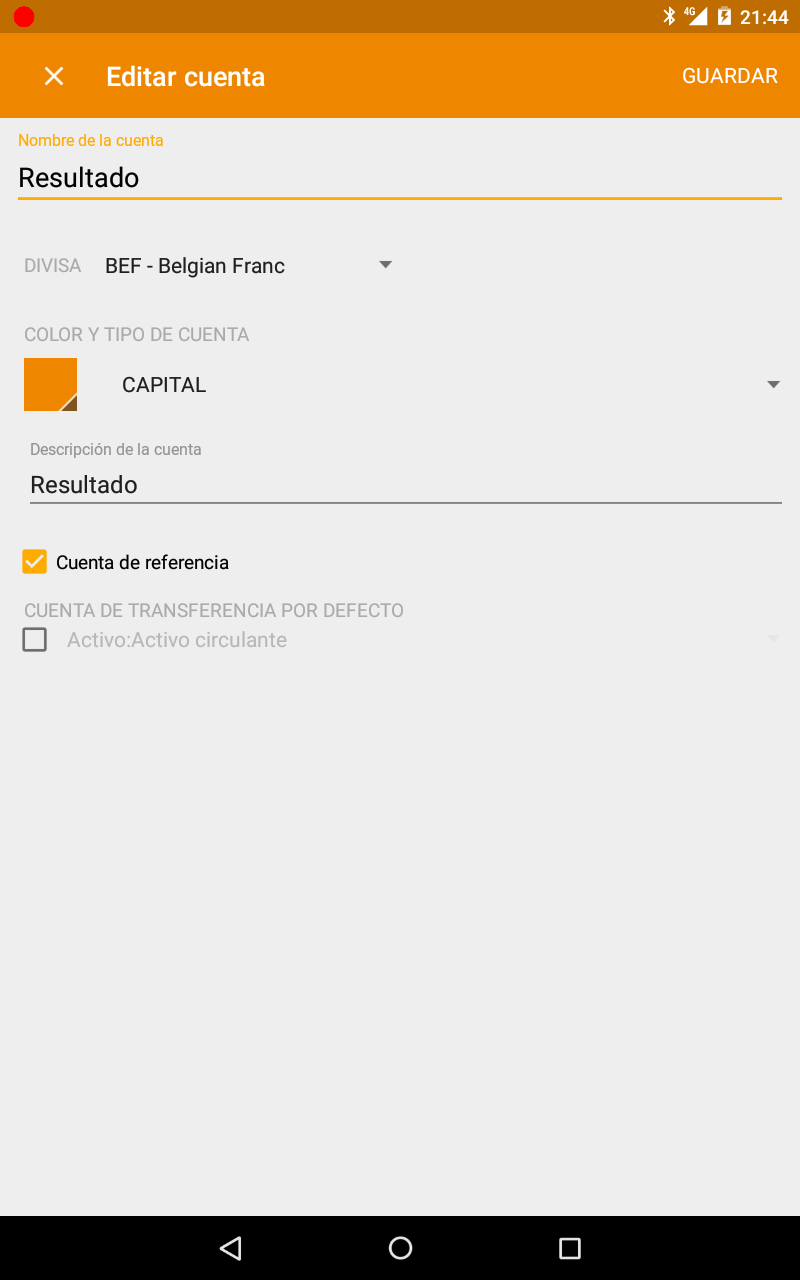 4G 21:44
Editar cuenta GUARDAR
Nombre de la cuenta
Resultado
DIVISA BEF - Belgian Franc
COLOR Y TIPO DE CUENTA
CAPITAL
Descripción de la cuenta
Resultado
Cuenta de referencia
CUENTA DE TRANSFERENCIA POR DEFECTO
Activo:Activo circulante